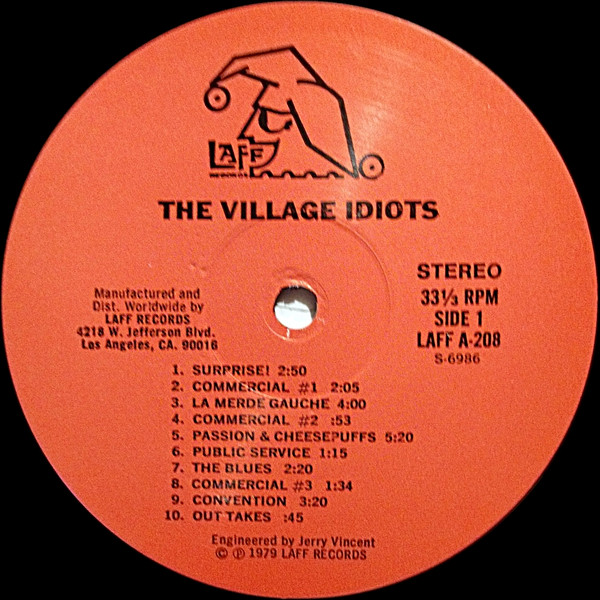 LAFF
RECORDS
THE VILLAGE IDIOTS
STEREO
33⅓ RPM
SIDE 1
LAFF A-208
S-6986
Manufactured and
Dist. Worldwide by
LAFF RECORDS
4218 W. Jefferson Blvd.
Los Angeles, CA. 90016
1. SURPRISE! 2:50
2. COMMERCIAL #1 2:05
3. LA MERDE GAUCHE 4:00
4. COMMERCIAL #2 :53
5. PASSION & CHEESEPUFFS 5:20
6. PUBLIC SERVICE 1:15
7. THE BLUES 2:20
8. COMMERCIAL #3 1:34
9. CONVENTION 3:20
10. OUT TAKES :45
Engineered by Jerry Vincent
© ℗ 1979 LAFF RECORDS